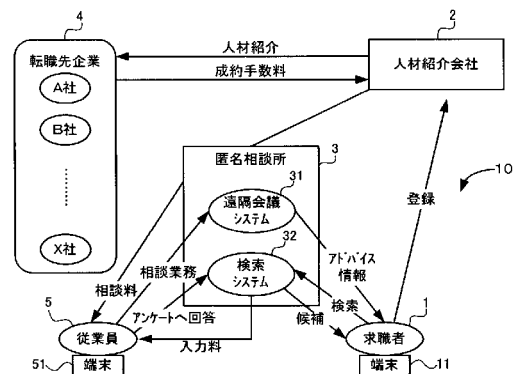 4
2
転職先企業
人材紹介
人材紹介会社
成約手数料
A社
B社
X社
匿名相談所
3
31
遠隔会議
システム
32
検索
システム
登録
10
相談料
相談業務
アンケートへ回答
入力料
アドバイス
情報
検索
候補
5
従業員
51
端末
1
求職者
端末
11